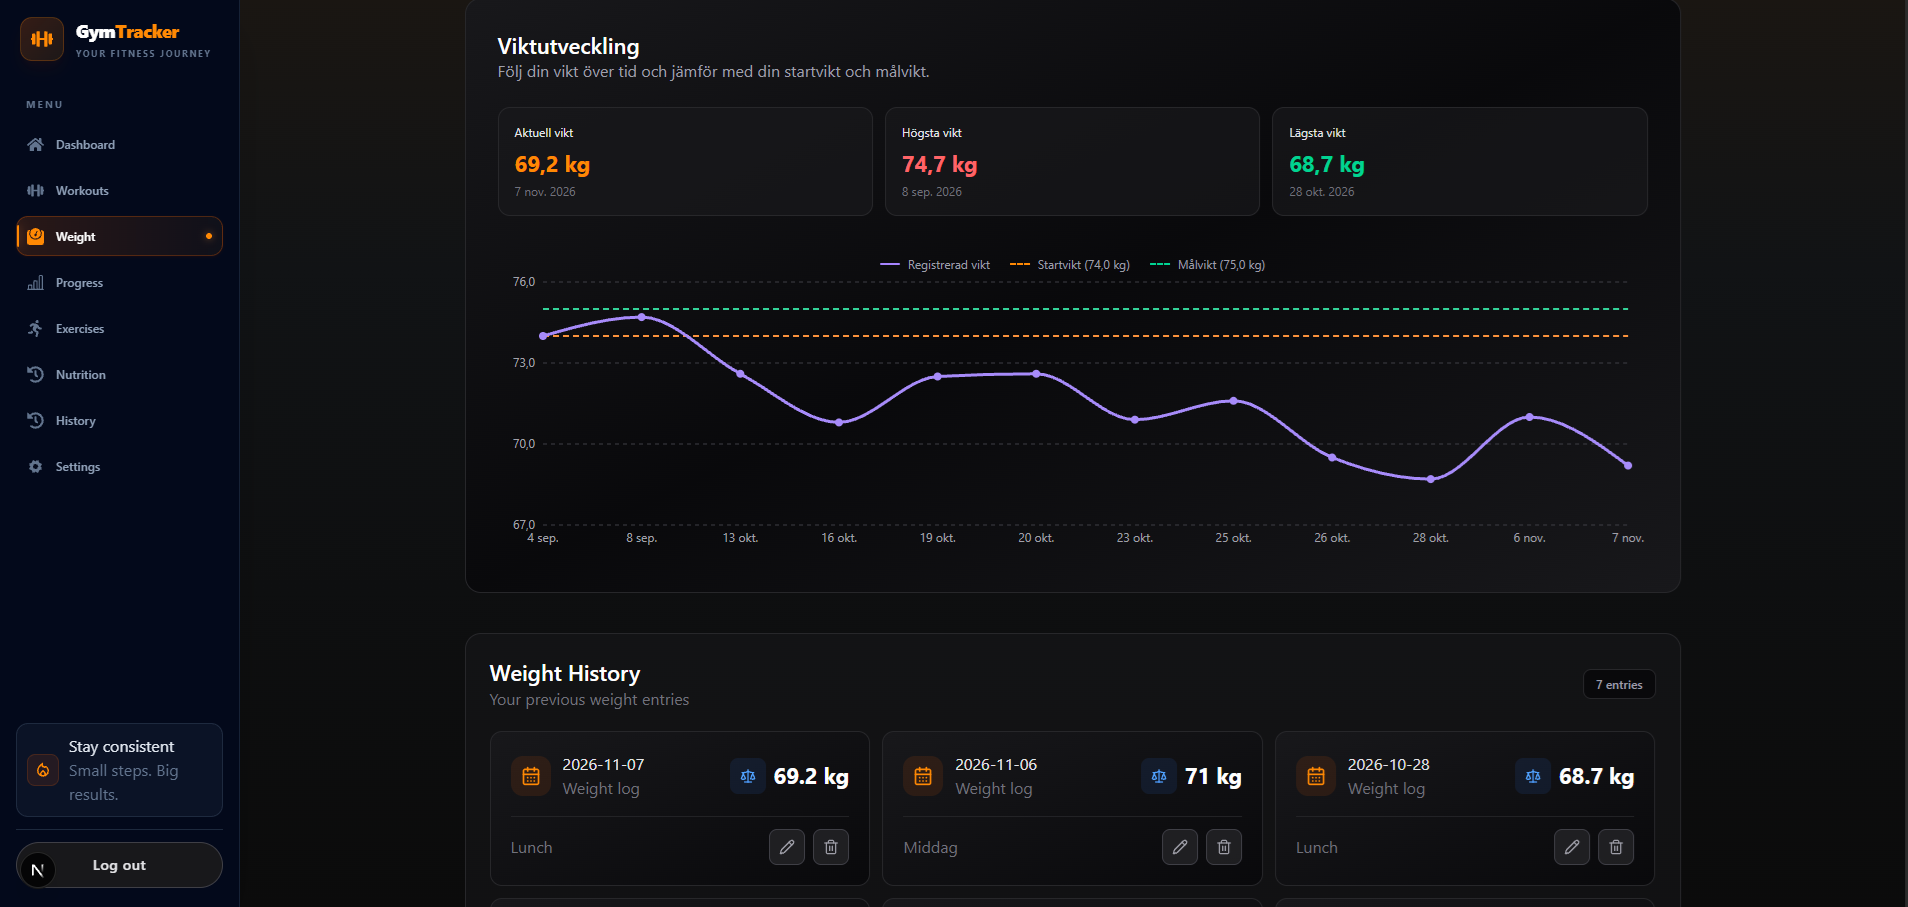 GymTracker
YOUR FITNESS JOURNEY
MENU
Dashboard
Workouts
Weight
Progress
Exercises
Nutrition
History
Settings
Stay consistent
Small steps. Big
results.
N
Log out
Viktutveckling
Följ din vikt över tid och jämför med din startvikt och målvikt.
Aktuell vikt
69,2 kg
7 nov. 2026
Högsta vikt
74,7 kg
8 sep. 2026
Lägsta vikt
68,7 kg
28 okt. 2026
Registrerad vikt Startvikt (74,0 kg) Målvikt (75,0 kg)
76,0
73,0
70,0
67,0
4 sep. 8 sep. 13 okt. 16 okt. 19 okt. 20 okt. 23 okt. 25 okt. 26 okt. 28 okt. 6 nov. 7 nov.
Weight History
Your previous weight entries
7 entries
2026-11-07
Weight log
69.2 kg
Lunch
2026-11-06
Weight log
71 kg
Middag
2026-10-28
Weight log
68.7 kg
Lunch